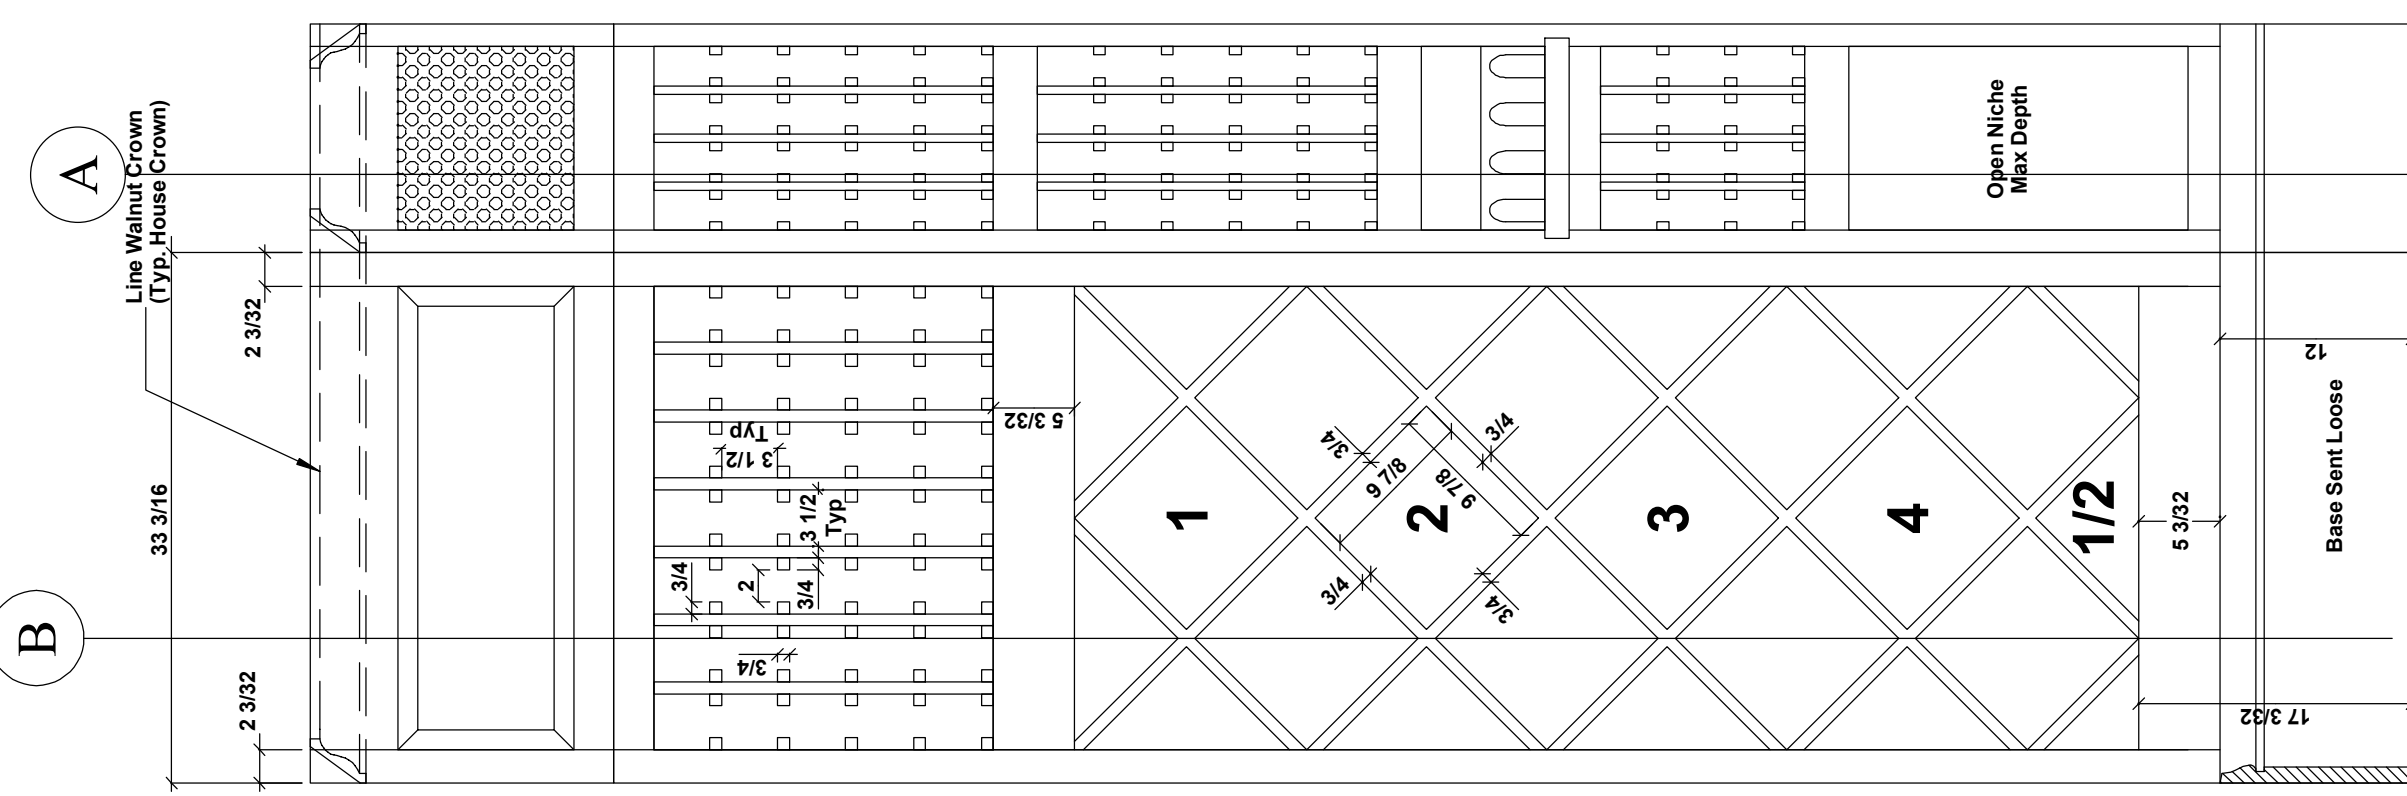 A
Line Walnut Crown
(Typ. House Crown)
B
33 3/16
2 3/32
2 3/32
3 1/2
Typ
3 1/2
Typ
3/4
2
3/4
3/4
5 3/32
Open Niche
Max Depth
1
2
3
4
1/2
9 7/8
9 7/8
3/4
3/4
3/4
3/4
5 3/32
12
17 3/32
Base Sent Loose